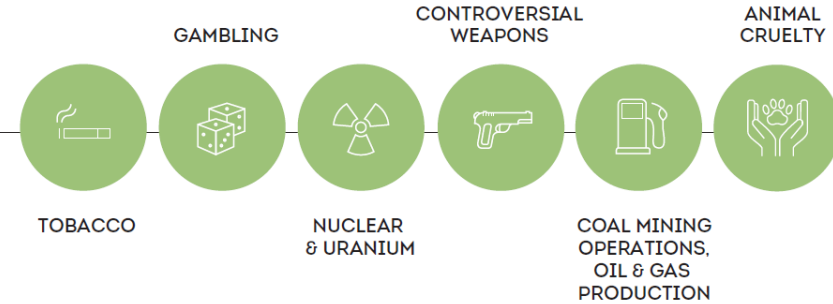 TOBACCO
GAMBLING
NUCLEAR
& URANIUM
CONTROVERSIAL
WEAPONS
COAL MINING
OPERATIONS,
OIL & GAS
PRODUCTION
ANIMAL
CRUELTY